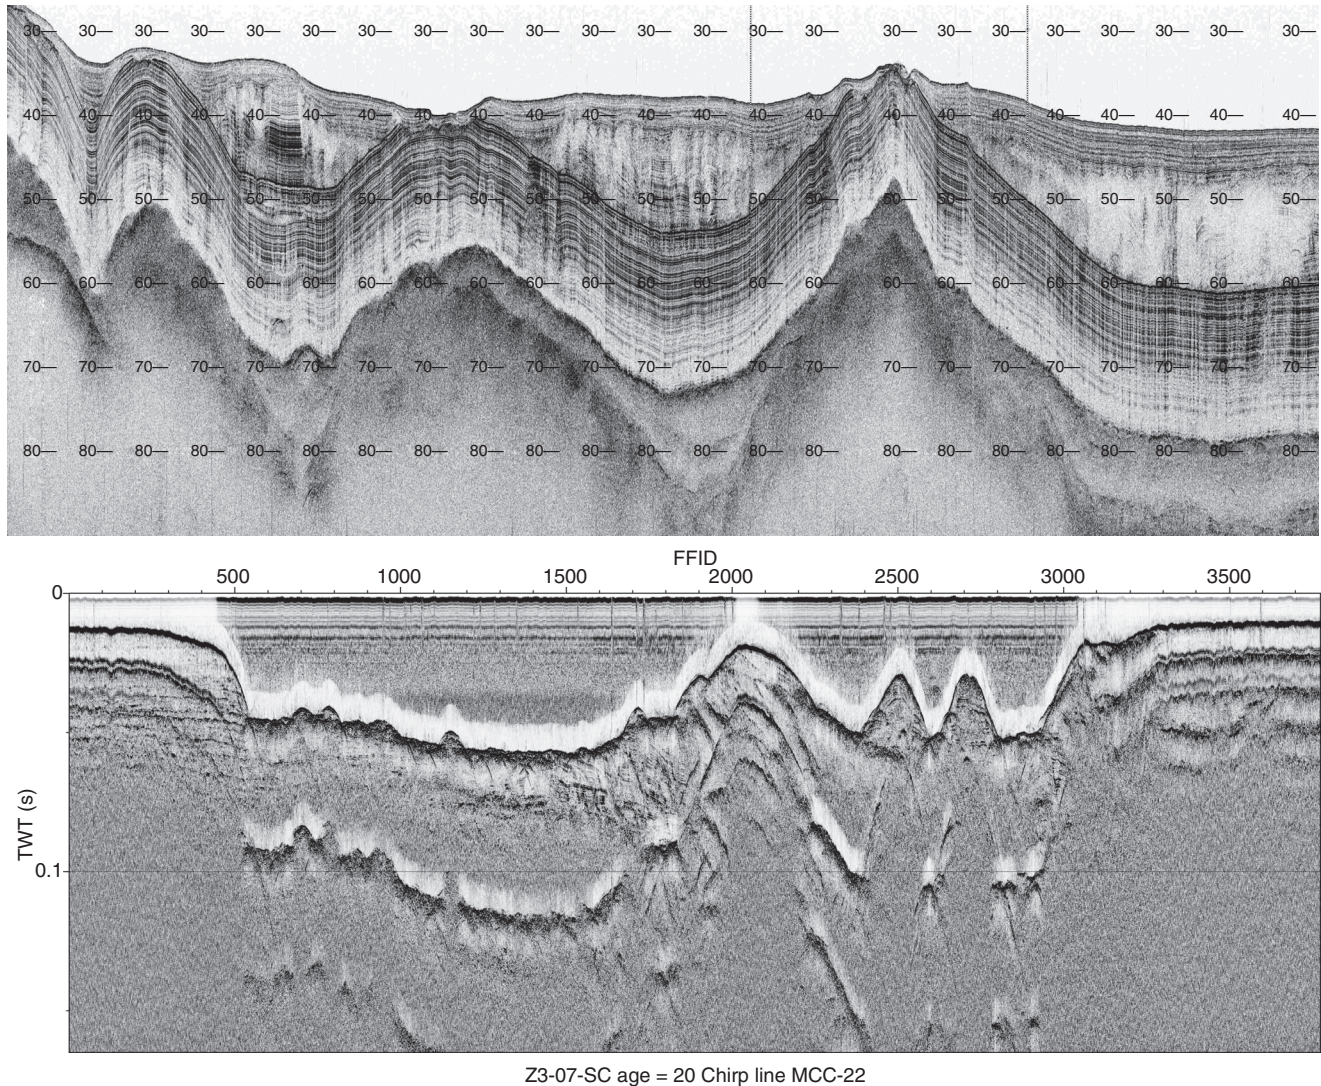 30— 30— 30— 30— 30— 30— 30— 30— 30— 30— 30— 30— 30— 30— 30— 30— 30— 30— 30— 30— 30— 30— 30—
40— 40— 40— 40— 40— 40— 40— 40— 40— 40— 40— 40— 40— 40— 40— 40— 40— 40— 40— 40— 40— 40— 40—
50— 50— 50— 50— 50— 50— 50— 50— 50— 50— 50— 50— 50— 50— 50— 50— 50— 50— 50— 50— 50— 50— 50—
60— 60— 60— 60— 60— 60— 60— 60— 60— 60— 60— 60— 60— 60— 60— 60— 60— 60— 60— 60— 60— 60— 60—
70— 70— 70— 70— 70— 70— 70— 70— 70— 70— 70— 70— 70— 70— 70— 70— 70— 70— 70— 70— 70— 70— 70—
80— 80— 80— 80— 80— 80— 80— 80— 80— 80— 80— 80— 80— 80— 80— 80— 80— 80— 80— 80— 80— 80— 80—
FFID
500 1000 1500 2000 2500 3000 3500
0
TWT (s)
0.1
Z3-07-SC age = 20 Chirp line MCC-22